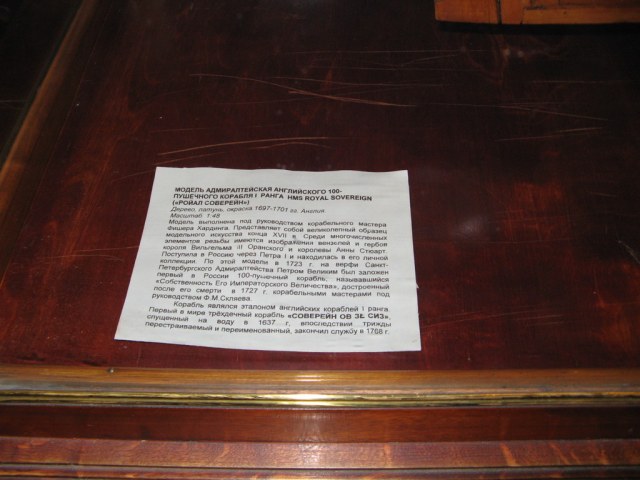 МОДЕЛЬ АДМИРАЛТЕЙСКАЯ АНГЛИЙСКОГО 100-
ПУШЕЧНОГО КОРАБЛЯ I РАНГА HMS ROYAL SOVEREIGN
(«РОЙАЛ СОВЕРЕЙН»)
Дерево, латунь, окраска 1697-1701 гг. Англия
Масштаб 1:48
Модель выполнена под руководством корабельного мастера
Фишера Хардинга. Представляет собой великолепный образец
модельного искусства конца XVII в. Среди многочисленных
элементов резьбы имеются изображения вензелей и гербов
короля Вильгельма III Оранского и королевы Анны Стюарт.
Поступила в Россию через Петра I и находилась в его личной
коллекции. По этой модели в 1723 г. на верфи Санкт-
Петербургского Адмиралтейства Петром Великим был заложен
первый в России 100-пушечный корабль, называвшийся
«Собственность Его Императорского Величества», достроенный
после его смерти в 1727 г. корабельными мастерами под
руководством Ф.М.Скляева.
Корабль являлся эталоном английских кораблей I ранга.
Первый в мире трёхдечный корабль «СОВЕРЕЙН ОВ ЗЕ СИЗ»,
спущенный на воду в 1637 г, впоследствии трижды
перестраиваемый и переименованный, закончил службу в 1768 г.